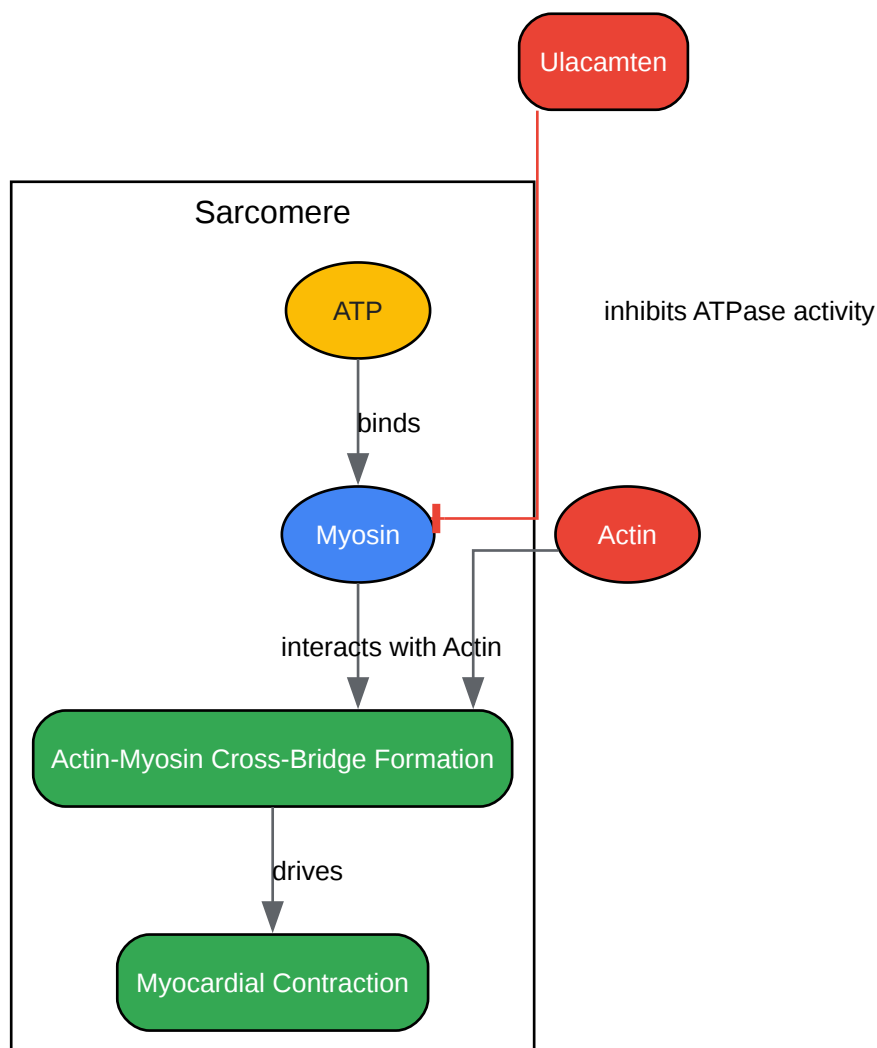 Ulacamten
Sarcomere
ATP
inhibits ATPase activity
binds
Myosin
Actin
interacts with Actin
Actin-Myosin Cross-Bridge Formation
drives
Myocardial Contraction